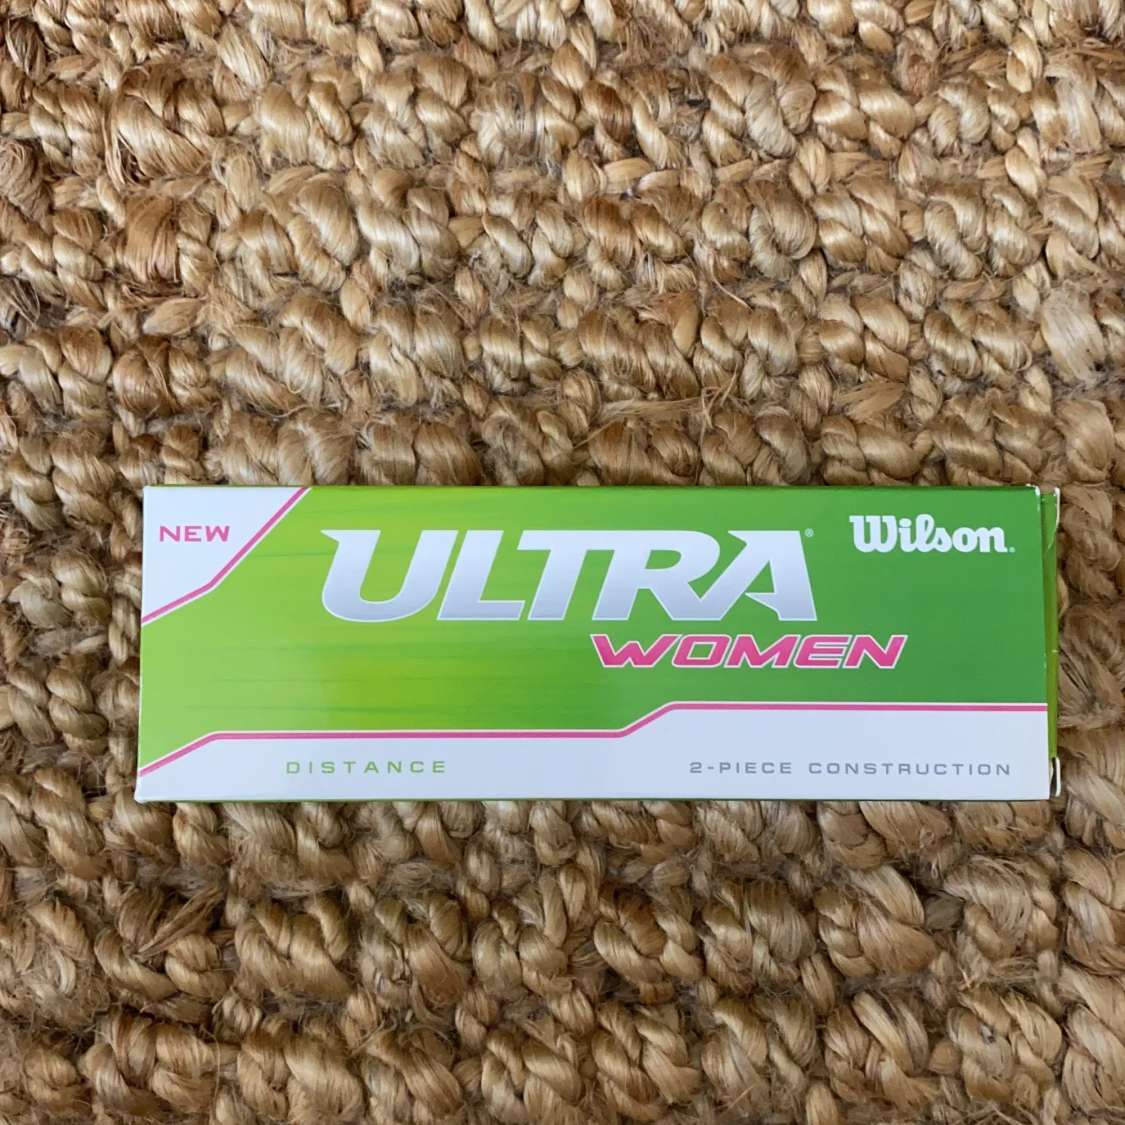 NEW
ULTRA®
Wilson.
WOMEN
DISTANCE
2-PIECE CONSTRUCTION